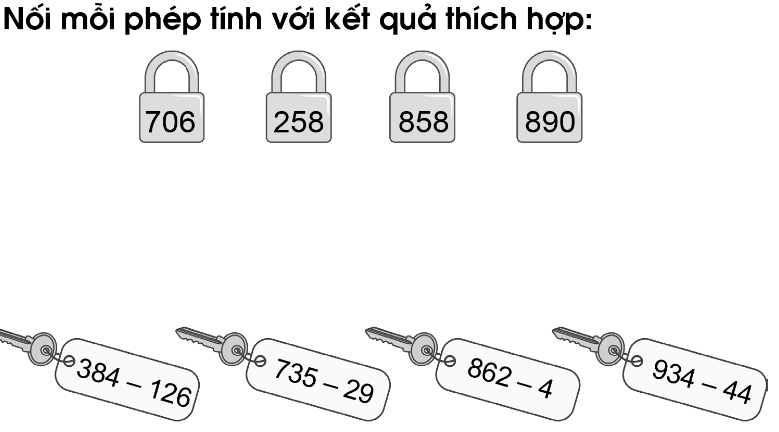 Nối mỗi phép tính với kết quả thích hợp:
706 258 858 890
384 – 126 735 – 29 862 – 4 934 – 44